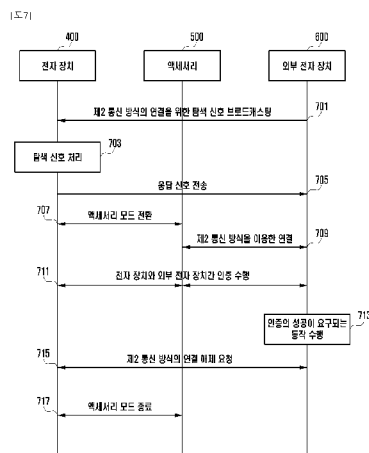 [도7]
400
500
600
전자 장치
액세서리
외부 전자 장치
제2 통신 방식의 연결을 위한 탐색 신호 브로드캐스팅
701
703
탐색 신호 처리
응답 신호 전송
705
707
액세서리 모드 전환
제2 통신 방식을 이용한 연결
709
711
전자 장치와 외부 전자 장치간 인증 수행
713
인증의 성공이 요구되는
동작 수행
715
제2 통신 방식의 연결 해제 요청
717
액세서리 모드 종료